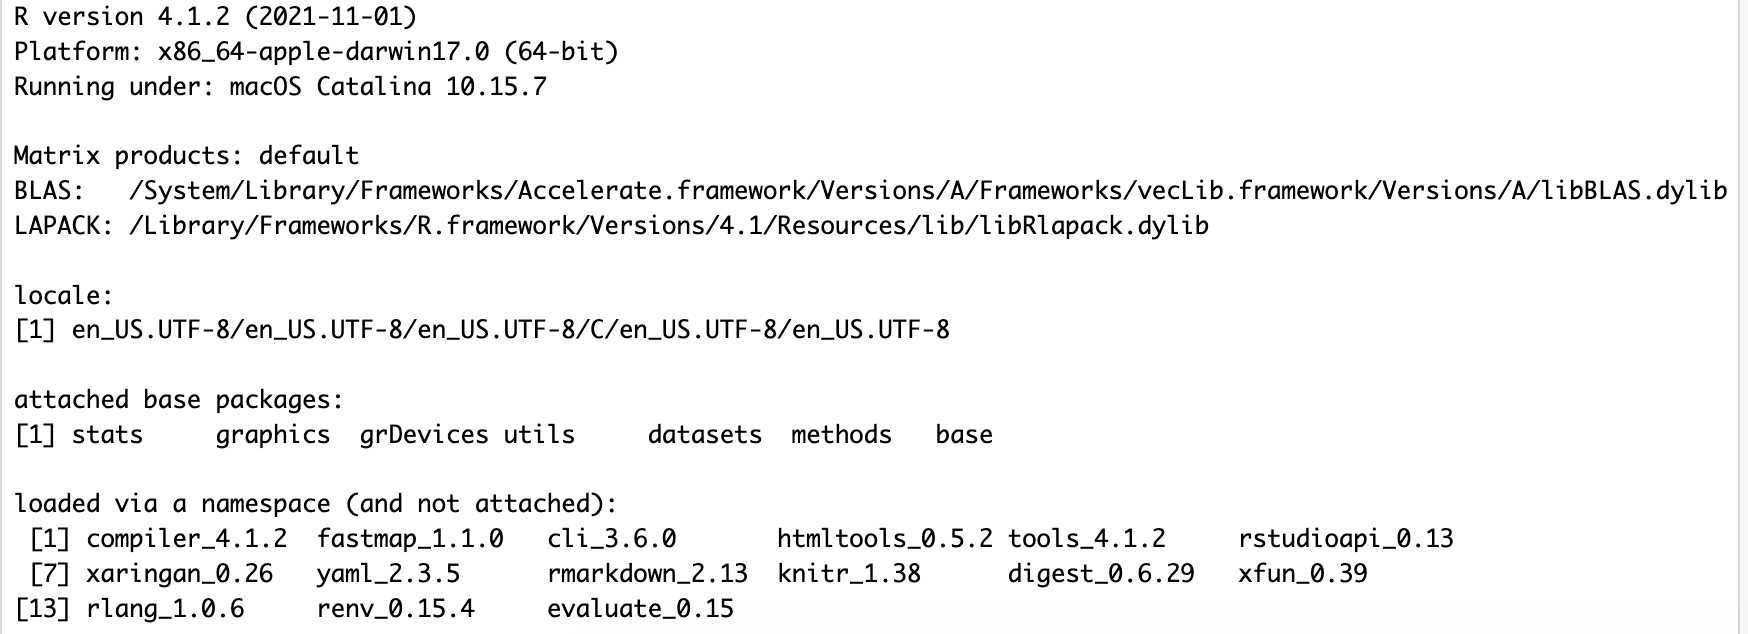 R version 4.1.2 (2021-11-01)
Platform: x86_64-apple-darwin17.0 (64-bit)
Running under: macOS Catalina 10.15.7

Matrix products: default
BLAS:   /System/Library/Frameworks/Accelerate.framework/Versions/A/Frameworks/vecLib.framework/Versions/A/libBLAS.dylib
LAPACK: /Library/Frameworks/R.framework/Versions/4.1/Resources/lib/libRlapack.dylib

locale:
[1] en_US.UTF-8/en_US.UTF-8/en_US.UTF-8/C/en_US.UTF-8/en_US.UTF-8

attached base packages:
[1] stats     graphics  grDevices utils     datasets  methods   base

loaded via a namespace (and not attached):
 [1] compiler_4.1.2  fastmap_1.1.0   cli_3.6.0       htmltools_0.5.2 tools_4.1.2     rstudioapi_0.13
 [7] xaringan_0.26   yaml_2.3.5      rmarkdown_2.13  knitr_1.38      digest_0.6.29   xfun_0.39
[13] rlang_1.0.6     renv_0.15.4     evaluate_0.15